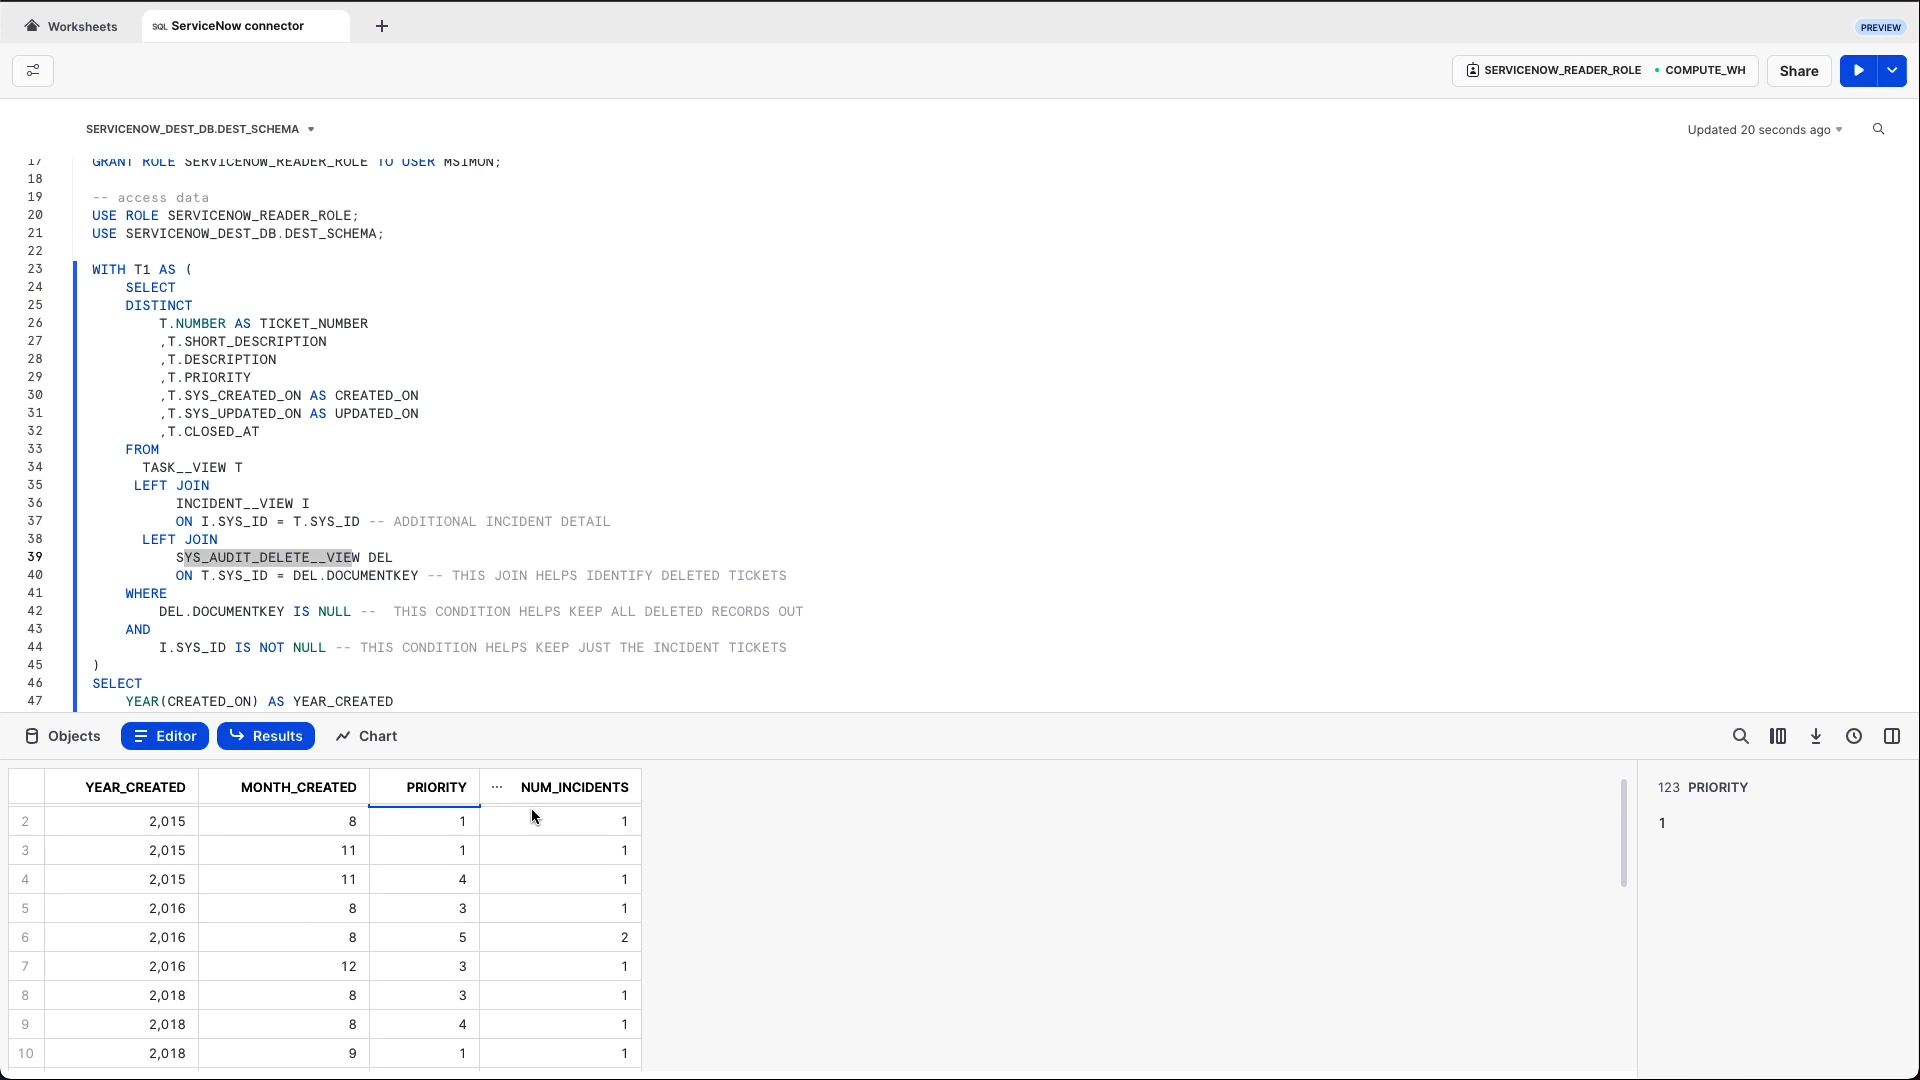 Worksheets
SQL ServiceNow connector
+
PREVIEW
SERVICENOW_READER_ROLE COMPUTE_WH
Share
SERVICENOW_DEST_DB.DEST_SCHEMA
Updated 20 seconds ago
17 GRANT ROLE SERVICENOW_READER_ROLE TO USER MSIMON;
18
19 -- access data
20 USE ROLE SERVICENOW_READER_ROLE;
21 USE SERVICENOW_DEST_DB.DEST_SCHEMA;
22
23 WITH T1 AS (
24 SELECT
25 DISTINCT
26 T.NUMBER AS TICKET_NUMBER
27 ,T.SHORT_DESCRIPTION
28 ,T.DESCRIPTION
29 ,T.PRIORITY
30 ,T.SYS_CREATED_ON AS CREATED_ON
31 ,T.SYS_UPDATED_ON AS UPDATED_ON
32 ,T.CLOSED_AT
33 FROM
34 TASK__VIEW T
35 LEFT JOIN
36 INCIDENT__VIEW I
37 ON I.SYS_ID = T.SYS_ID -- ADDITIONAL INCIDENT DETAIL
38 LEFT JOIN
39 SYS_AUDIT_DELETE__VIEW DEL
40 ON T.SYS_ID = DEL.DOCUMENTKEY -- THIS JOIN HELPS IDENTIFY DELETED TICKETS
41 WHERE
42 DEL.DOCUMENTKEY IS NULL -- THIS CONDITION HELPS KEEP ALL DELETED RECORDS OUT
43 AND
44 I.SYS_ID IS NOT NULL -- THIS CONDITION HELPS KEEP JUST THE INCIDENT TICKETS
45 )
46 SELECT
47 YEAR(CREATED_ON) AS YEAR_CREATED
Objects Editor Results Chart
YEAR_CREATED MONTH_CREATED PRIORITY ... NUM_INCIDENTS
2 2,015 8 1 1
3 2,015 11 1 1
4 2,015 11 4 1
5 2,016 8 3 1
6 2,016 8 5 2
7 2,016 12 3 1
8 2,018 8 3 1
9 2,018 8 4 1
10 2,018 9 1 1
123 PRIORITY
1